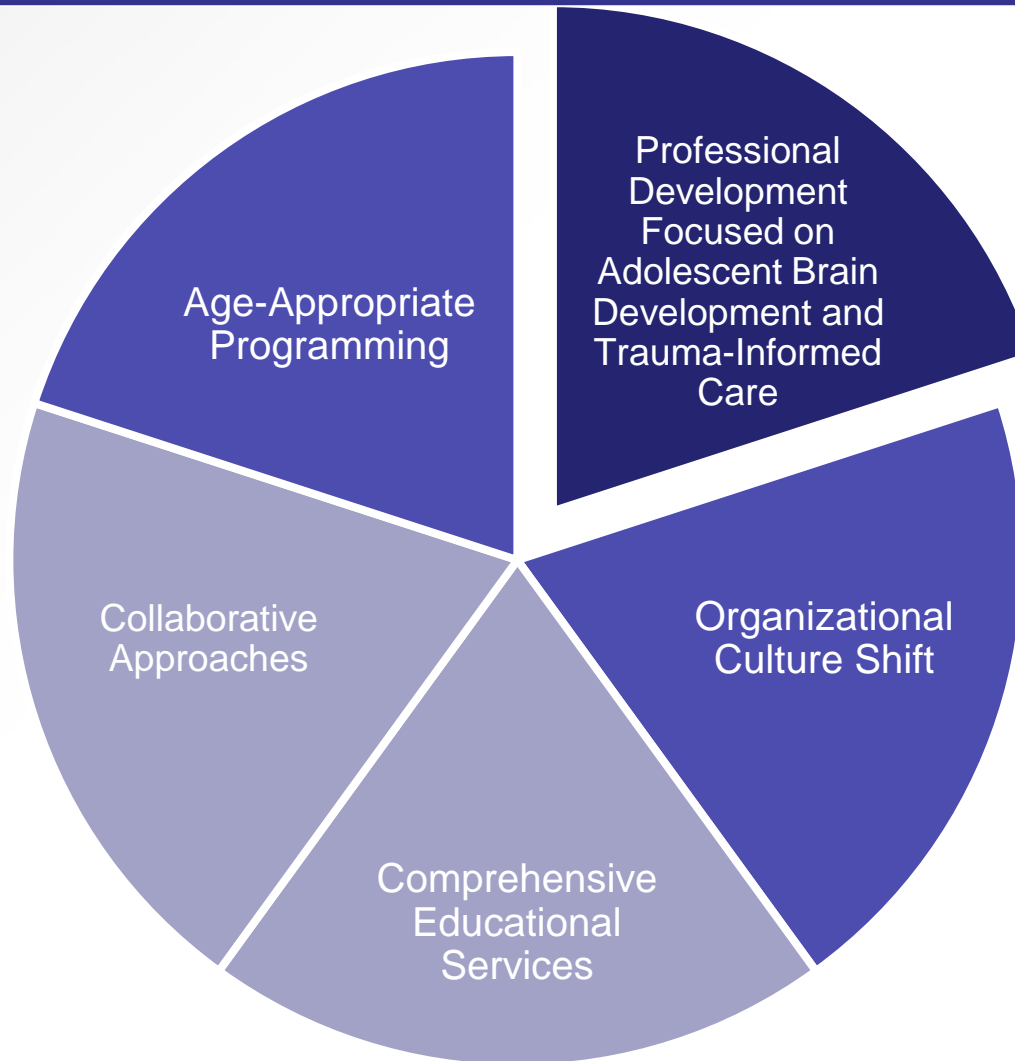 Professional
Development
Focused on
Adolescent Brain
Development and
Trauma-Informed
Care
Age-Appropriate
Programming
Organizational
Culture Shift
Collaborative
Approaches
Comprehensive
Educational
Services